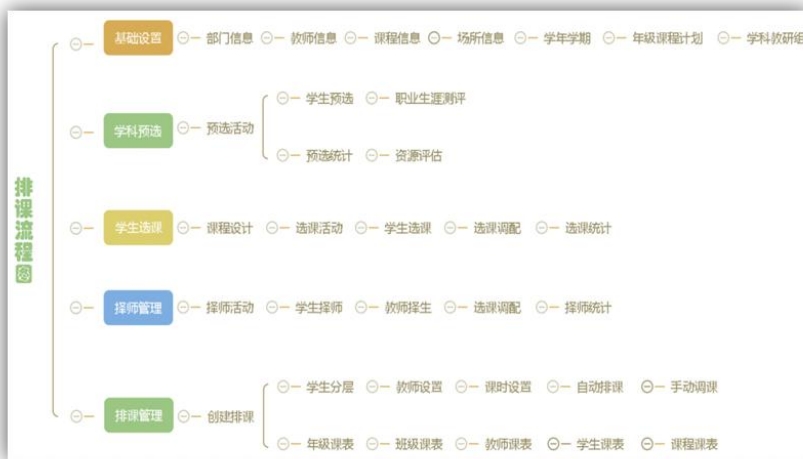 排课流程图
基础设置 部门信息 教师信息 课程信息 场所信息 学年学期 年级课程计划 学科教研组
学科预选 预选活动
学生预选 职业生涯测评
预选统计 资源评估
学生选课 课程设计 选课活动 学生选课 选课调配 选课统计
择师管理 择师活动 学生择师 教师择生 选课调配 择师统计
排课管理 创建排课
学生分层 教师设置 课时设置 自动排课 手动调课
年级课表 班级课表 教师课表 学生课表 课程课表